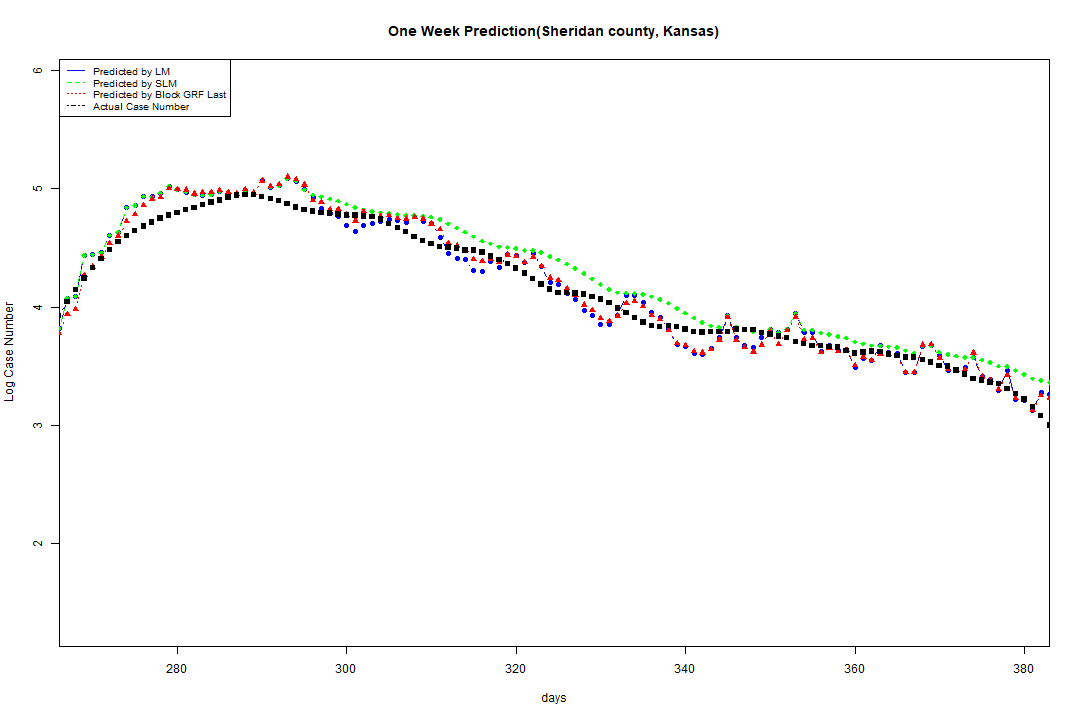 One Week Prediction(Sheridan county, Kansas)
Predicted by LM
Predicted by SLM
Predicted by Block GRF Last
Actual Case Number
6
5
4
3
2
Log Case Number
280 300 320 340 360 380
days